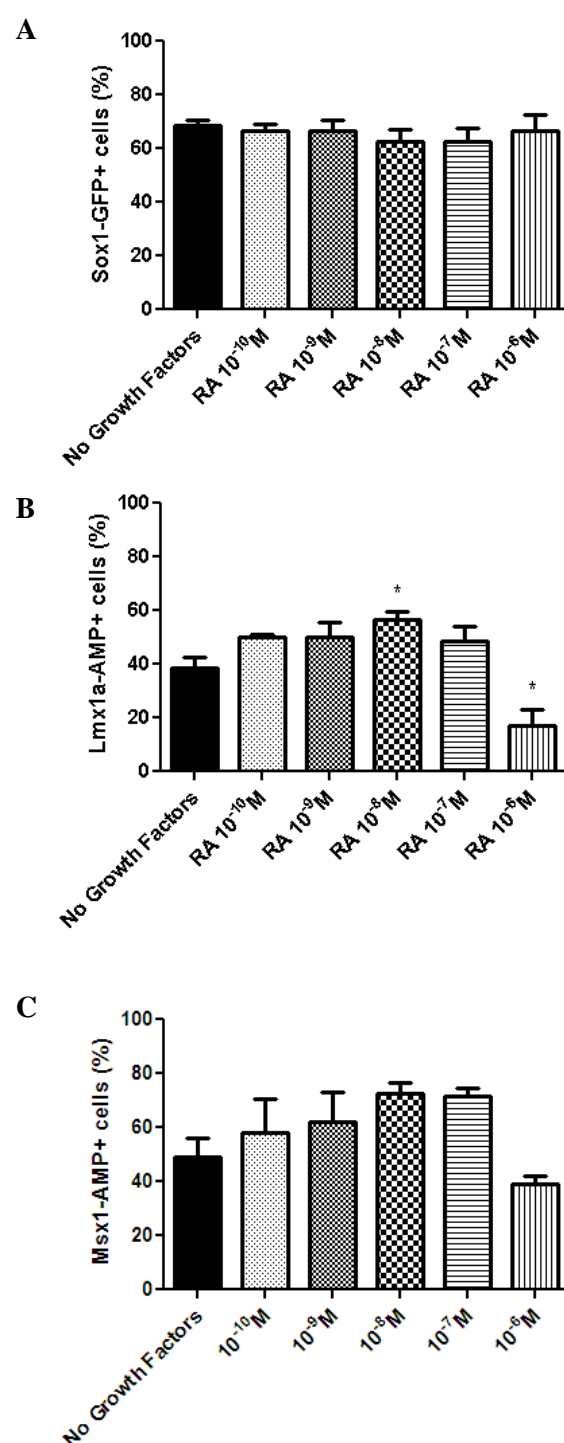 A
Sox1-GFP+ cells (%)
100
80
60
40
20
0
No Growth Factors
RA 10⁻¹⁰M
RA 10⁻⁹M
RA 10⁻⁸M
RA 10⁻⁷M
RA 10⁻⁶M
B
Lmx1a-AMP+ cells (%)
100
80
60
40
20
0
*
*
No Growth Factors
RA 10⁻¹⁰M
RA 10⁻⁹M
RA 10⁻⁸M
RA 10⁻⁷M
RA 10⁻⁶M
C
Msx1-AMP+ cells (%)
100
80
60
40
20
0
No Growth Factors
10⁻¹⁰M
10⁻⁹M
10⁻⁸M
10⁻⁷M
10⁻⁶M